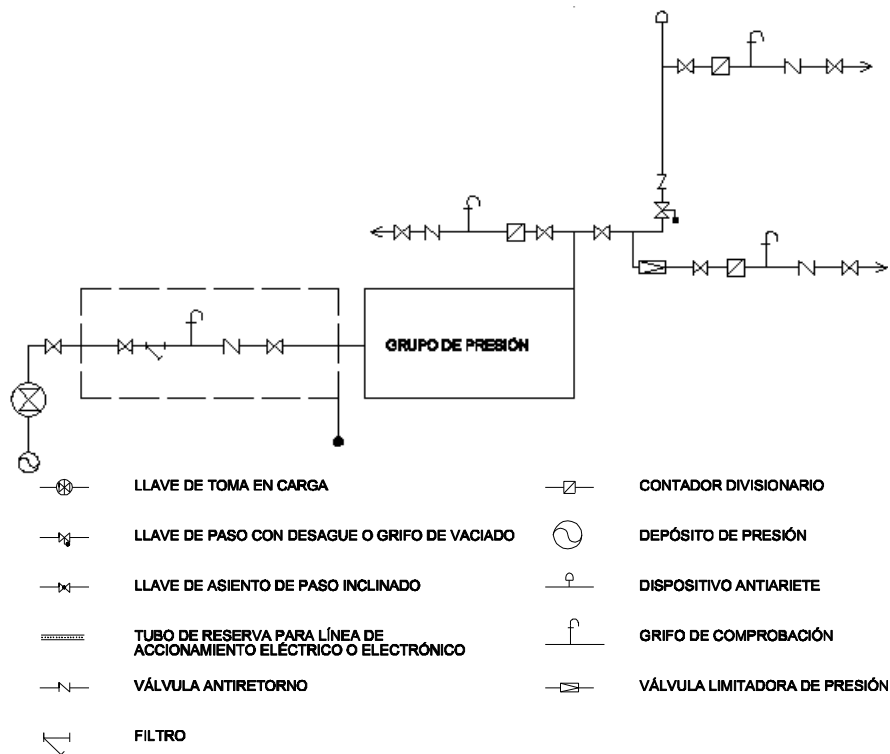 GRUPO DE PRESIÓN
LLAVE DE TOMA EN CARGA
CONTADOR DIVISIONARIO
LLAVE DE PASO CON DESAGUE O GRIFO DE VACIADO
DEPÓSITO DE PRESIÓN
LLAVE DE ASIENTO DE PASO INCLINADO
DISPOSITIVO ANTIARIETE
TUBO DE RESERVA PARA LÍNEA DE
ACCIONAMIENTO ELÉCTRICO O ELECTRÓNICO
GRIFO DE COMPROBACIÓN
VÁLVULA ANTIRETORNO
VÁLVULA LIMITADORA DE PRESIÓN
FILTRO